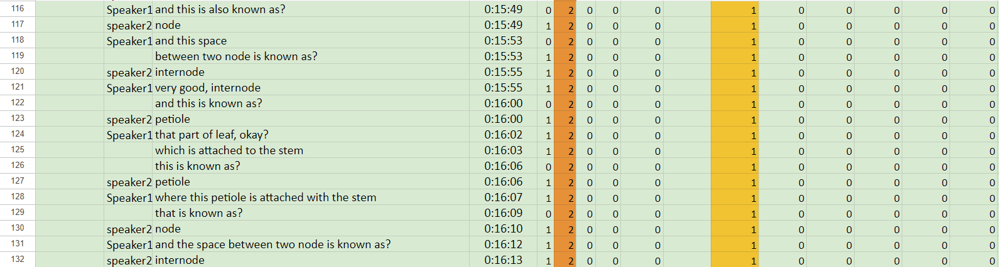 116 Speaker1 and this is also known as? 0:15:49 0 2 0 0 0 1 0 0 0 0 0
117 speaker2 node 0:15:49 1 2 0 0 0 1 0 0 0 0 0
118 Speaker1 and this space 0:15:53 0 2 0 0 0 1 0 0 0 0 0
119 between two node is known as? 0:15:53 1 2 0 0 0 1 0 0 0 0 0
120 speaker2 internode 0:15:55 1 2 0 0 0 1 0 0 0 0 0
121 Speaker1 very good, internode 0:15:55 1 2 0 0 0 1 0 0 0 0 0
122 and this is known as? 0:16:00 0 2 0 0 0 1 0 0 0 0 0
123 speaker2 petiole 0:16:00 1 2 0 0 0 1 0 0 0 0 0
124 Speaker1 that part of leaf, okay? 0:16:02 1 2 0 0 0 1 0 0 0 0 0
125 which is attached to the stem 0:16:03 1 2 0 0 0 1 0 0 0 0 0
126 this is known as? 0:16:06 0 2 0 0 0 1 0 0 0 0 0
127 speaker2 petiole 0:16:06 1 2 0 0 0 1 0 0 0 0 0
128 Speaker1 where this petiole is attached with the stem 0:16:07 1 2 0 0 0 1 0 0 0 0 0
129 that is known as? 0:16:09 0 2 0 0 0 1 0 0 0 0 0
130 speaker2 node 0:16:10 1 2 0 0 0 1 0 0 0 0 0
131 Speaker1 and the space between two node is known as? 0:16:12 1 2 0 0 0 1 0 0 0 0 0
132 speaker2 internode 0:16:13 1 2 0 0 0 1 0 0 0 0 0